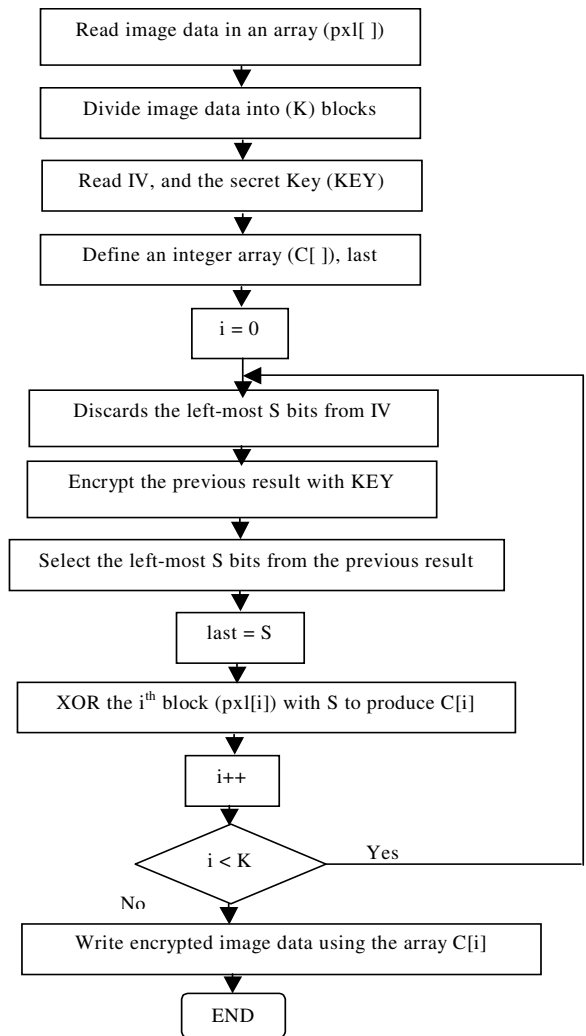 Read image data in an array (pxl[ ])
Divide image data into (K) blocks
Read IV, and the secret Key (KEY)
Define an integer array (C[ ]), last
i = 0
Discards the left-most S bits from IV
Encrypt the previous result with KEY
Select the left-most S bits from the previous result
last = S
XOR the iᵗʰ block (pxl[i]) with S to produce C[i]
i++
i < K
Yes
No
Write encrypted image data using the array C[i]
END